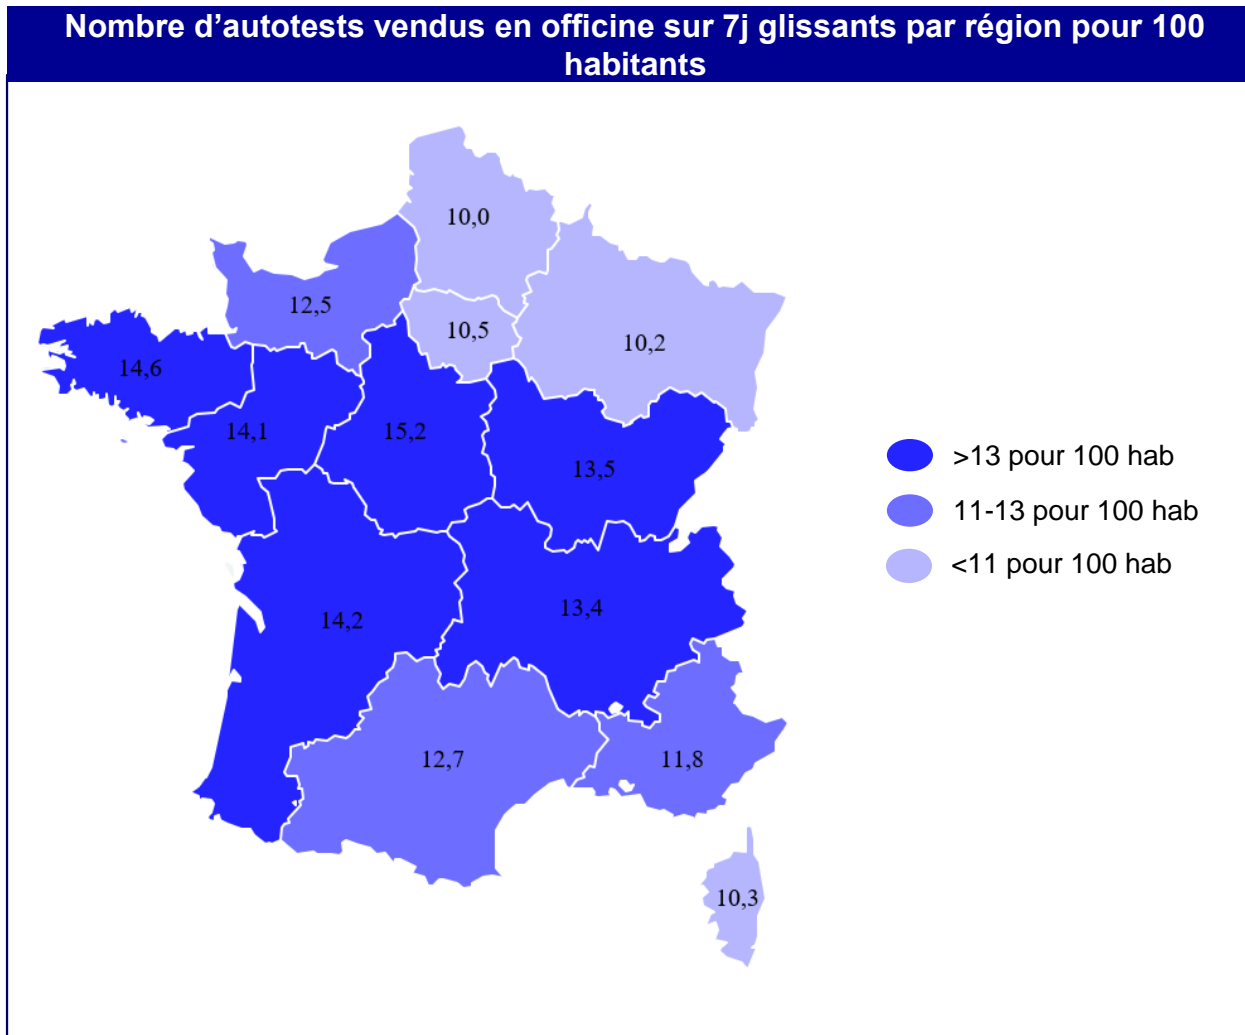 Nombre d’autotests vendus en officine sur 7j glissants par région pour 100
habitants
10,0
12,5
10,5
10,2
14,6
14,1
15,2
13,5
14,2
13,4
12,7
11,8
10,3
>13 pour 100 hab
11-13 pour 100 hab
<11 pour 100 hab